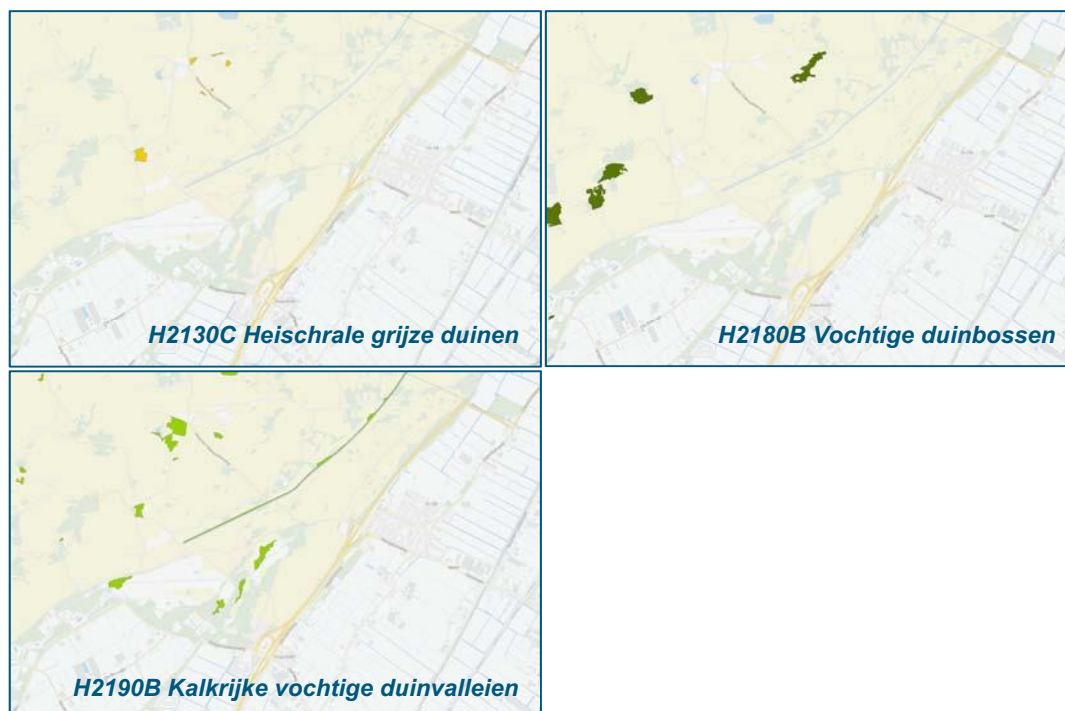 H2130C Heischrale grijze duinen
H2180B Vochtige duinbossen
H2190B Kalkrijke vochtige duinvalleien